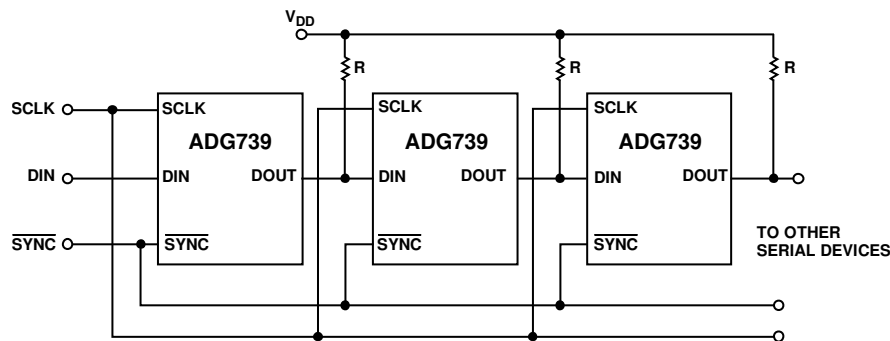 VDD
R
R
R
SCLK
SCLK
SCLK
SCLK
ADG739
ADG739
ADG739
DIN
DIN
DOUT
DIN
DOUT
DIN
DOUT
SYNC
SYNC
SYNC
SYNC
TO OTHER
SERIAL DEVICES